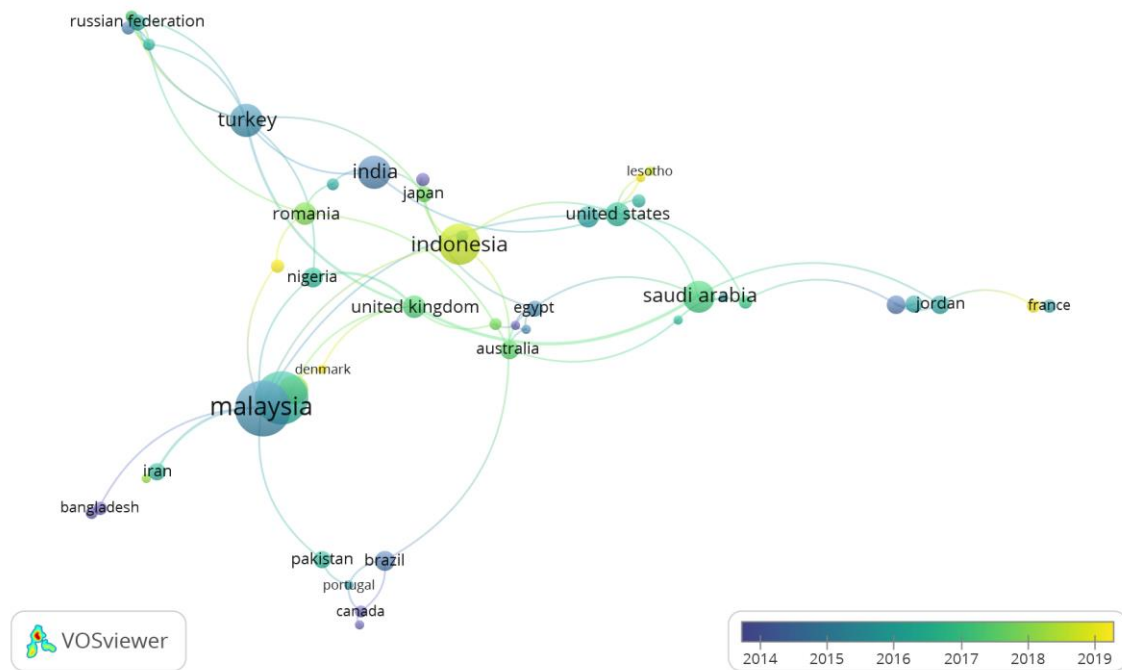 russian federation
turkey
india
lesotho
japan
romania
united states
indonesia
nigeria
saudi arabia
united kingdom
egypt
jordan
france
australia
denmark
malaysia
iran
bangladesh
pakistan
brazil
portugal
canada
VOSviewer
2014 2015 2016 2017 2018 2019